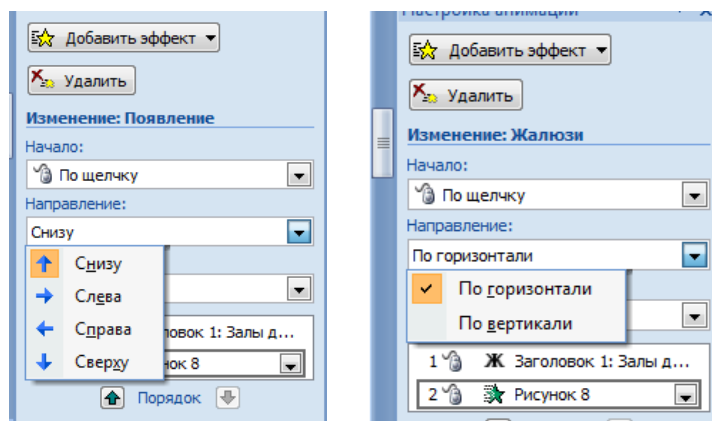 Добавить эффект
Удалить
Изменение: Появление
Начало:
По щелчку
Направление:
Снизу
Снизу
Слева
Справа
Сверху
ловок 1: Залы д...
нок 8
Порядок
Настройка анимации
Добавить эффект
Удалить
Изменение: Жалюзи
Начало:
По щелчку
Направление:
По горизонтали
По горизонтали
По вертикали
1 Ж Заголовок 1: Залы д...
2 Рисунок 8